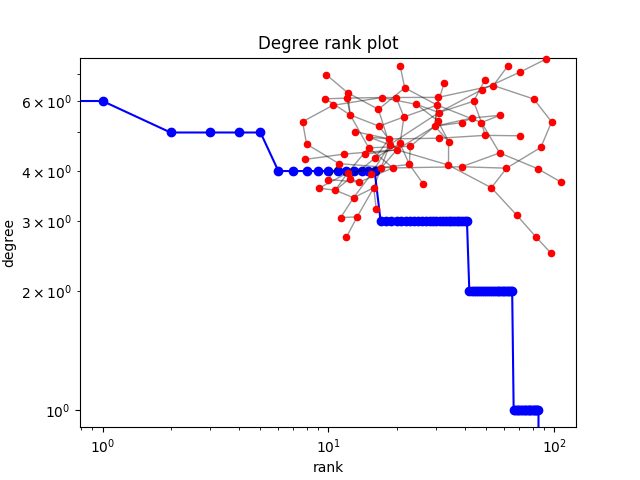 Degree rank plot
degree
6 × 10⁰
4 × 10⁰
3 × 10⁰
2 × 10⁰
10⁰
10⁰ 10¹ 10²
rank